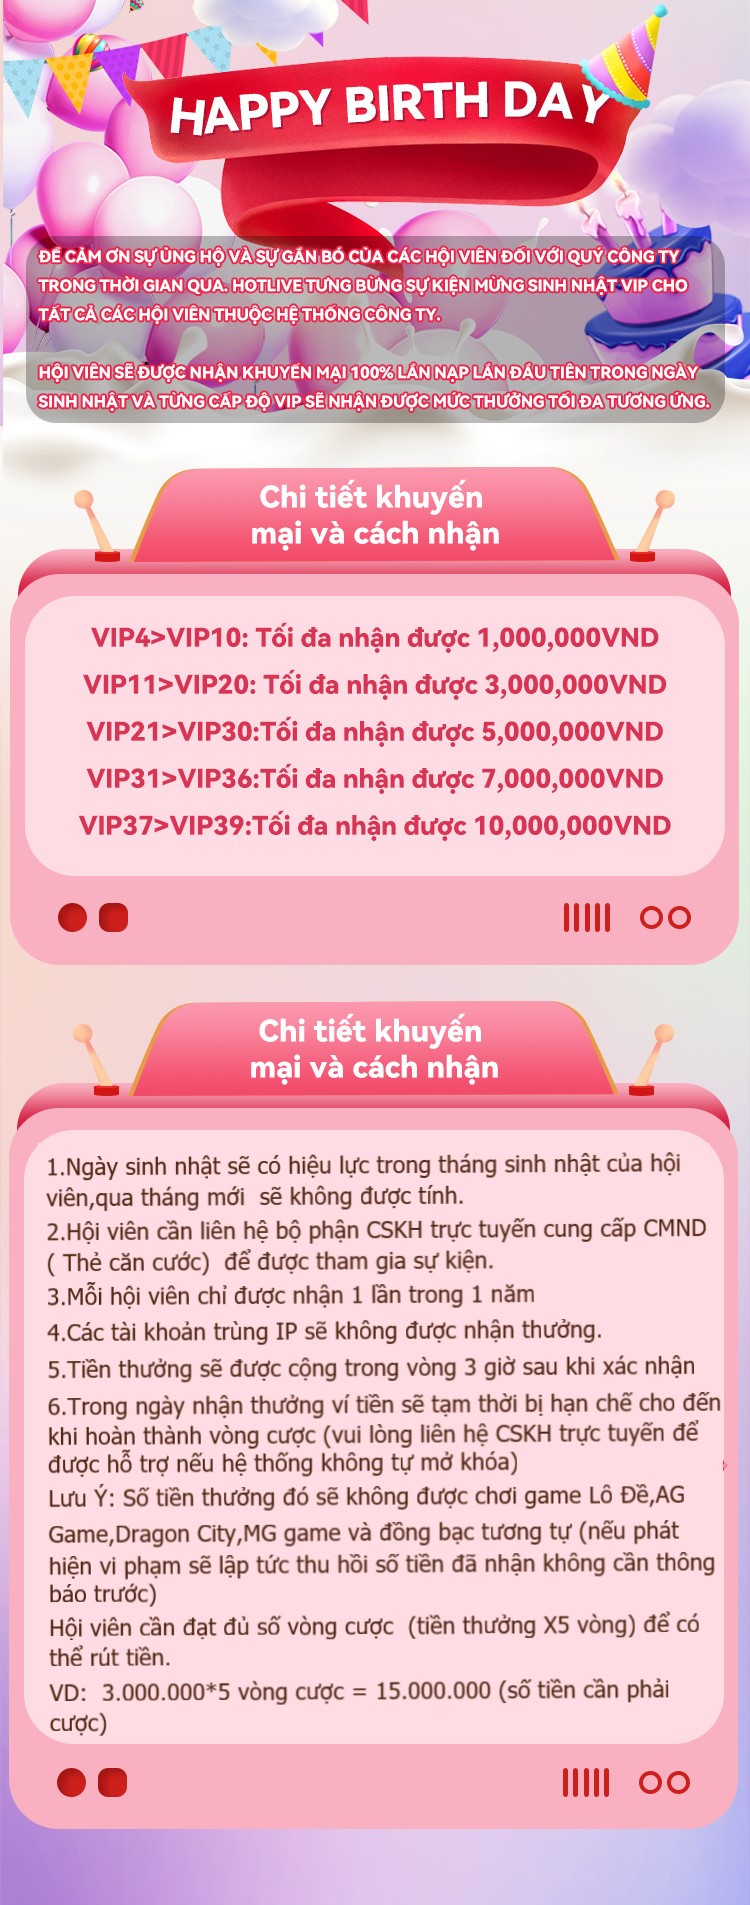 HAPPY BIRTH DAY
ĐỂ CẢM ƠN SỰ ỦNG HỘ VÀ SỰ GẮN BÓ CỦA CÁC HỘI VIÊN ĐỐI VỚI QUÝ CÔNG TY
TRONG THỜI GIAN QUA. HOTLIVE TƯNG BỪNG SỰ KIỆN MỪNG SINH NHẬT VIP CHO
TẤT CẢ CÁC HỘI VIÊN THUỘC HỆ THỐNG CÔNG TY.
HỘI VIÊN SẼ ĐƯỢC NHẬN KHUYẾN MẠI 100% LẦN NẠP LẦN ĐẦU TIÊN TRONG NGÀY
SINH NHẬT VÀ TỪNG CẤP ĐỘ VIP SẼ NHẬN ĐƯỢC MỨC THƯỞNG TỐI ĐA TƯƠNG ỨNG.
Chi tiết khuyến
mại và cách nhận
VIP4>VIP10: Tối đa nhận được 1,000,000VND
VIP11>VIP20: Tối đa nhận được 3,000,000VND
VIP21>VIP30:Tối đa nhận được 5,000,000VND
VIP31>VIP36:Tối đa nhận được 7,000,000VND
VIP37>VIP39:Tối đa nhận được 10,000,000VND
Chi tiết khuyến
mại và cách nhận
1.Ngày sinh nhật sẽ có hiệu lực trong tháng sinh nhật của hội
viên,qua tháng mới  sẽ không được tính.
2.Hội viên cần liên hệ bộ phận CSKH trực tuyến cung cấp CMND
( Thẻ căn cước)  để được tham gia sự kiện.
3.Mỗi hội viên chỉ được nhận 1 lần trong 1 năm
4.Các tài khoản trùng IP sẽ không được nhận thưởng.
5.Tiền thưởng sẽ được cộng trong vòng 3 giờ sau khi xác nhận
6.Trong ngày nhận thưởng ví tiền sẽ tạm thời bị hạn chế cho đến
khi hoàn thành vòng cược (vui lòng liên hệ CSKH trực tuyến để
được hỗ trợ nếu hệ thống không tự mở khóa)
Lưu Ý: Số tiền thưởng đó sẽ không được chơi game Lô Đề,AG
Game,Dragon City,MG game và đồng bạc tương tự (nếu phát
hiện vi phạm sẽ lập tức thu hồi số tiền đã nhận không cần thông
báo trước)
Hội viên cần đạt đủ số vòng cược  (tiền thưởng X5 vòng) để có
thể rút tiền.
VD:  3.000.000*5 vòng cược = 15.000.000 (số tiền cần phải
cược)